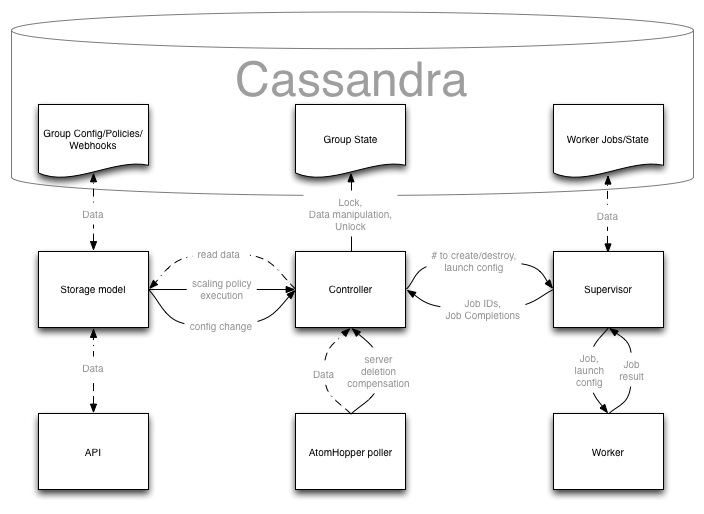 Cassandra
Group Config/Policies/
Webhooks
Group State
Worker Jobs/State
Data
Lock,
Data manipulation,
Unlock
Data
Storage model
read data
scaling policy
execution
config change
Controller
# to create/destroy,
launch config
Job IDs,
Job Completions
Supervisor
Data
Data
server
deletion
compensation
Job,
launch
config
Job
result
API
AtomHopper poller
Worker